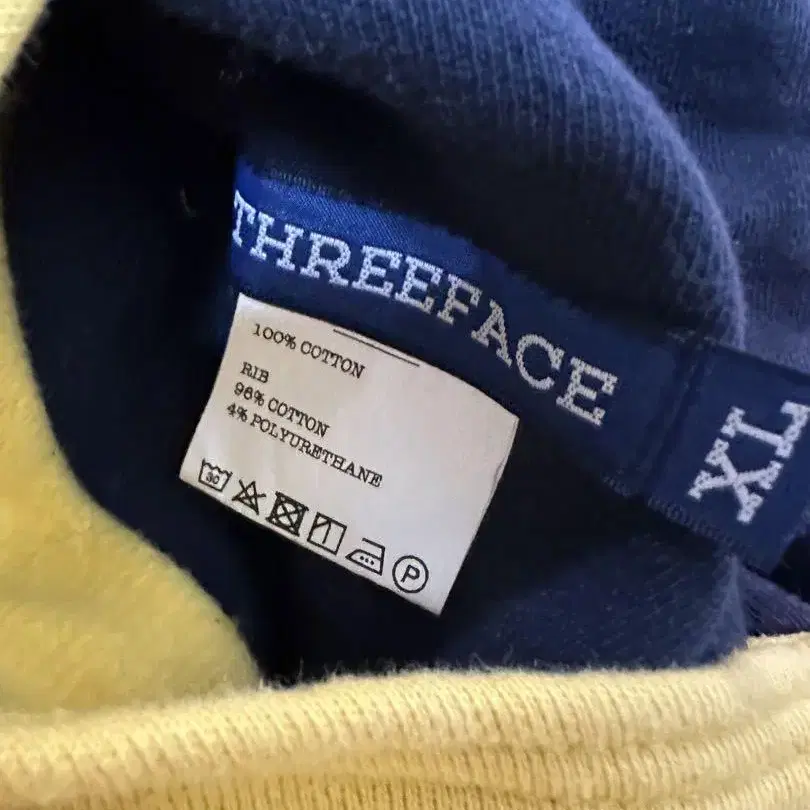 THREEFACE
XL
100% COTTON
RIB
96% COTTON
4% POLYURETHANE
30
P